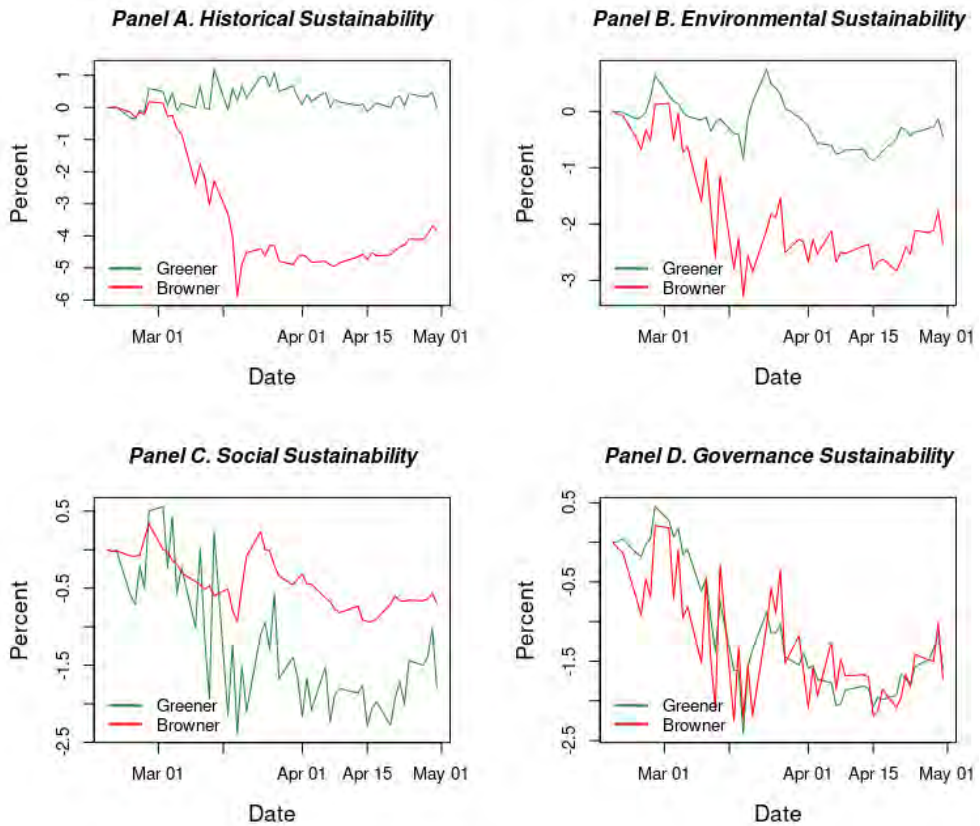 Panel A. Historical Sustainability
Percent
1
0
-1
-2
-3
-4
-5
-6
Greener
Browner
Mar 01
Apr 01
Apr 15
May 01
Date
Panel B. Environmental Sustainability
Percent
0
-1
-2
-3
Greener
Browner
Mar 01
Apr 01
Apr 15
May 01
Date
Panel C. Social Sustainability
Percent
0.5
-0.5
-1.5
-2.5
Greener
Browner
Mar 01
Apr 01
Apr 15
May 01
Date
Panel D. Governance Sustainability
Percent
0.5
-0.5
-1.5
-2.5
Greener
Browner
Mar 01
Apr 01
Apr 15
May 01
Date